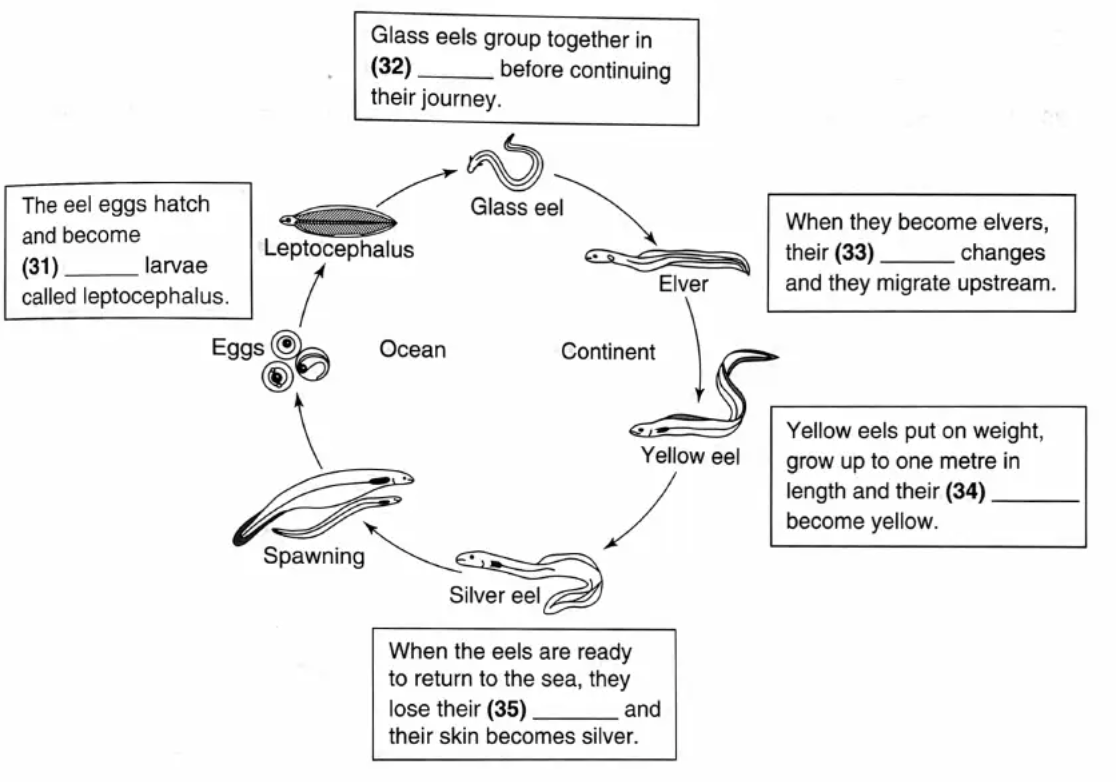 Glass eels group together in
(32) ______ before continuing
their journey.
Glass eel
The eel eggs hatch
and become
(31) ______ larvae
called leptocephalus.
Leptocephalus
When they become elvers,
their (33) ______ changes
and they migrate upstream.
Elver
Eggs
Ocean
Continent
Yellow eels put on weight,
grow up to one metre in
length and their (34) ______
become yellow.
Yellow eel
Spawning
Silver eel
When the eels are ready
to return to the sea, they
lose their (35) ______ and
their skin becomes silver.